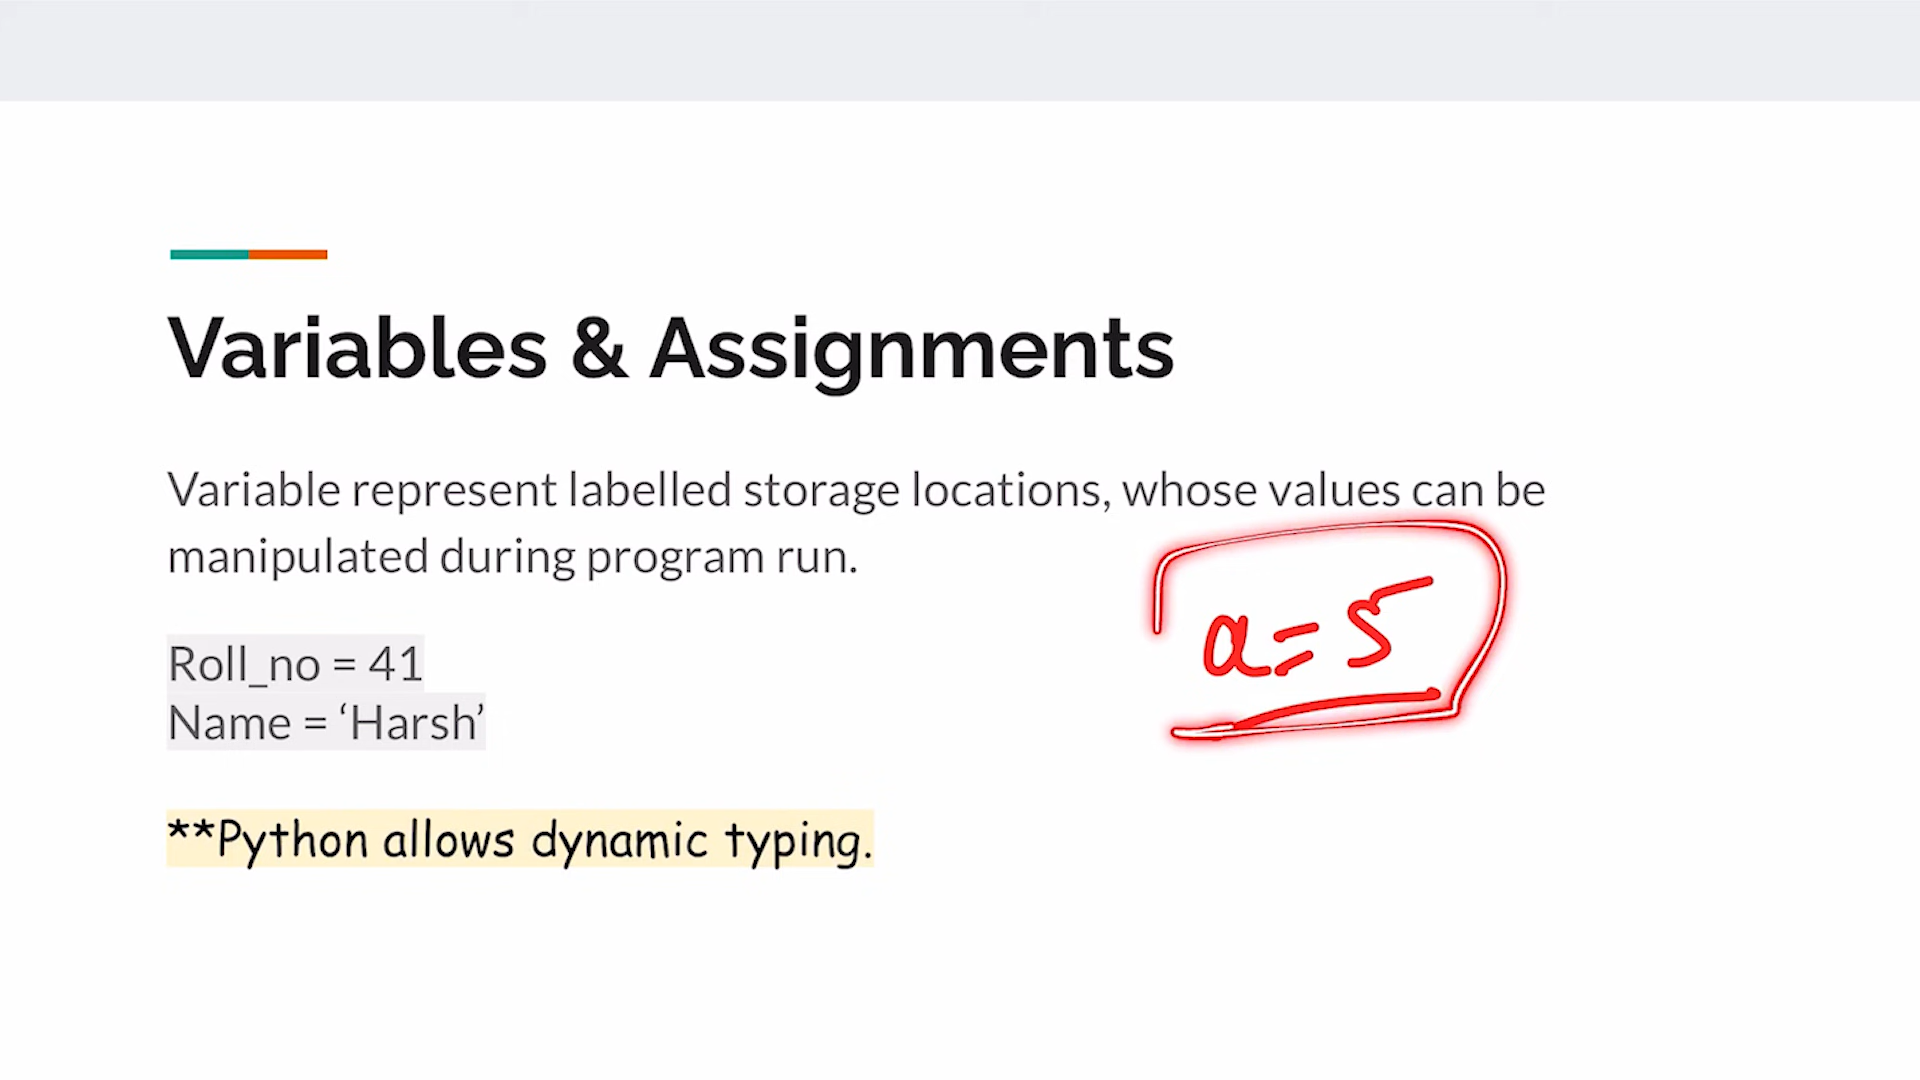 Variables & Assignments
Variable represent labelled storage locations, whose values can be
manipulated during program run.
a = 5
Roll_no = 41
Name = ‘Harsh’
**Python allows dynamic typing.